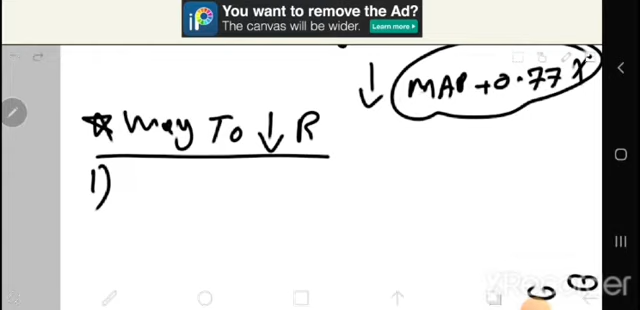 You want to remove the Ad?
The canvas will be wider.
Learn more
↓ MAP + 0.77 x
☆ Way To ↓ R
1)
XRecorder